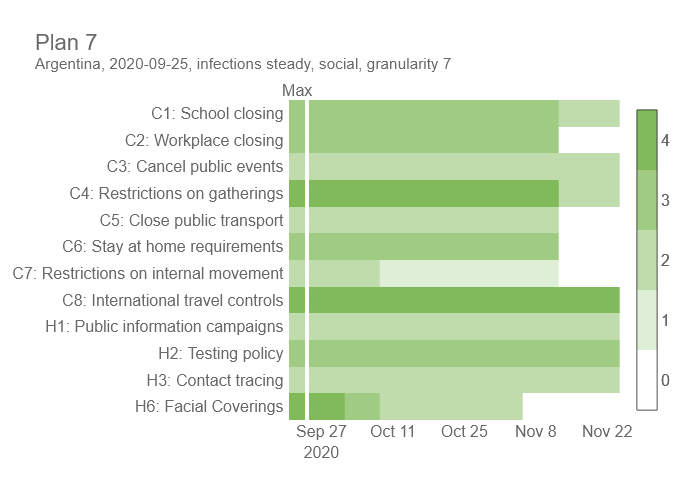 Plan 7
Argentina, 2020-09-25, infections steady, social, granularity 7
Max
C1: School closing
C2: Workplace closing
C3: Cancel public events
C4: Restrictions on gatherings
C5: Close public transport
C6: Stay at home requirements
C7: Restrictions on internal movement
C8: International travel controls
H1: Public information campaigns
H2: Testing policy
H3: Contact tracing
H6: Facial Coverings
Sep 27 Oct 11 Oct 25 Nov 8 Nov 22
2020
4
3
2
1
0